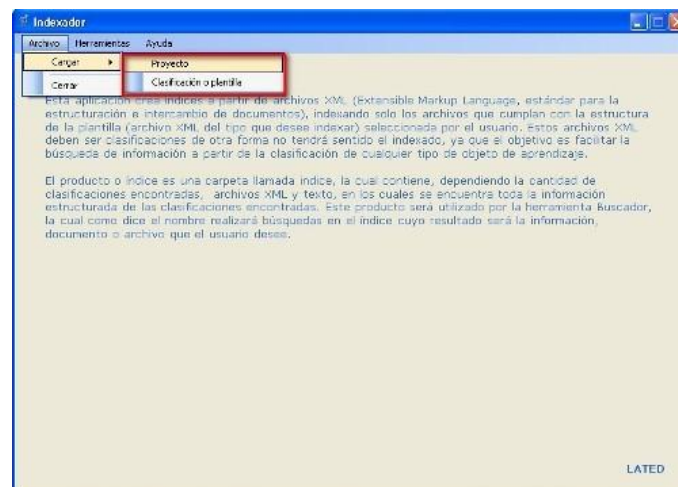 Indexador
Archivo Herramientas Ayuda
Cargar
Proyecto
Clasificación o plantilla
Cerrar
Esta aplicación crea índices a partir de archivos XML (Extensible Markup Language, estándar para la
estructuración e intercambio de documentos), indexando solo los archivos que cumplan con la estructura
de la plantilla (archivo XML del tipo que desee indexar) seleccionada por el usuario. Estos archivos XML
deben ser clasificaciones de otra forma no tendrá sentido el indexado, ya que el objetivo es facilitar la
búsqueda de información a partir de la clasificación de cualquier tipo de objeto de aprendizaje.
El producto o índice es una carpeta llamada indice, la cual contiene, dependiendo la cantidad de
clasificaciones encontradas, archivos XML y texto, en los cuales se encuentra toda la información
estructurada de las clasificaciones encontradas. Este producto será utilizado por la herramienta Buscador,
la cual como dice el nombre realizará búsquedas en el índice cuyo resultado será la información,
documento o archivo que el usuario desee.
LATED